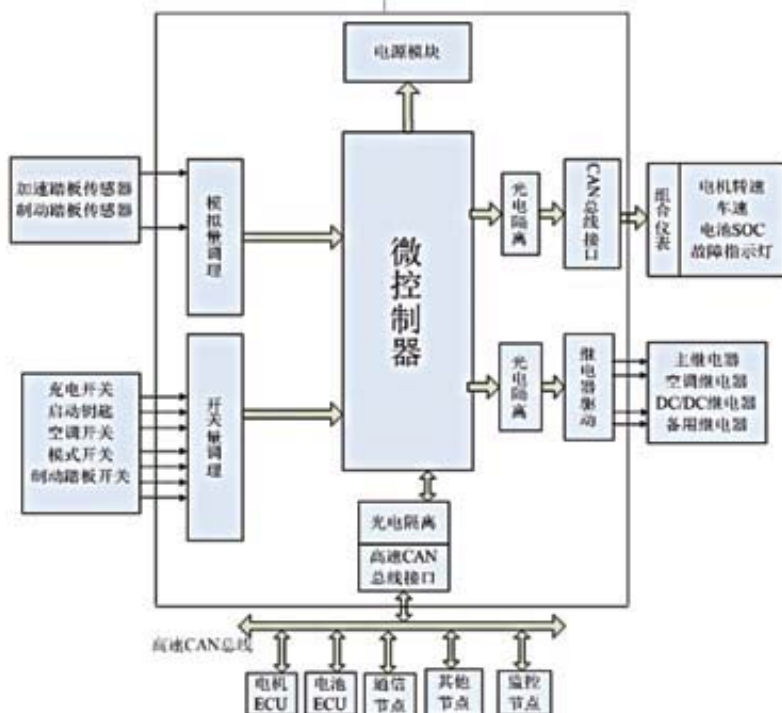 电源模块
加速踏板传感器
制动踏板传感器
模拟量调理
微控制器
光电隔离
CAN总线接口
组合仪表
电机转速
车速
电池SOC
故障指示灯
充电开关
启动钥匙
空调开关
模式开关
制动踏板开关
开关量调理
光电隔离
继电器驱动
主继电器
空调继电器
DC/DC继电器
备用继电器
光电隔离
高速CAN
总线接口
高速CAN总线
电机
ECU
电池
ECU
通信
节点
其他
节点
监控
节点